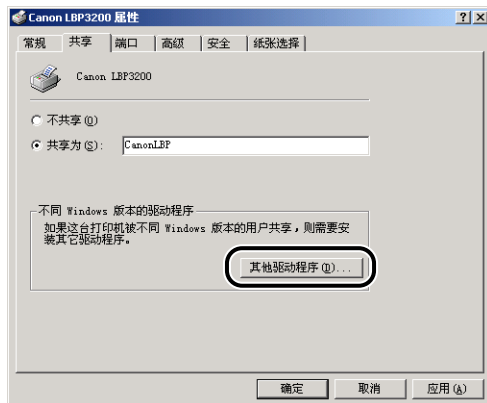 Canon LBP3200 属性
常规 共享 端口 高级 安全 纸张选择
Canon LBP3200
不共享(O)
共享为(S): CanonLBP
不同 Windows 版本的驱动程序
如果这台打印机被不同 Windows 版本的用户共享，则需要安
装其它驱动程序。
其他驱动程序(D)...
确定 取消 应用(A)